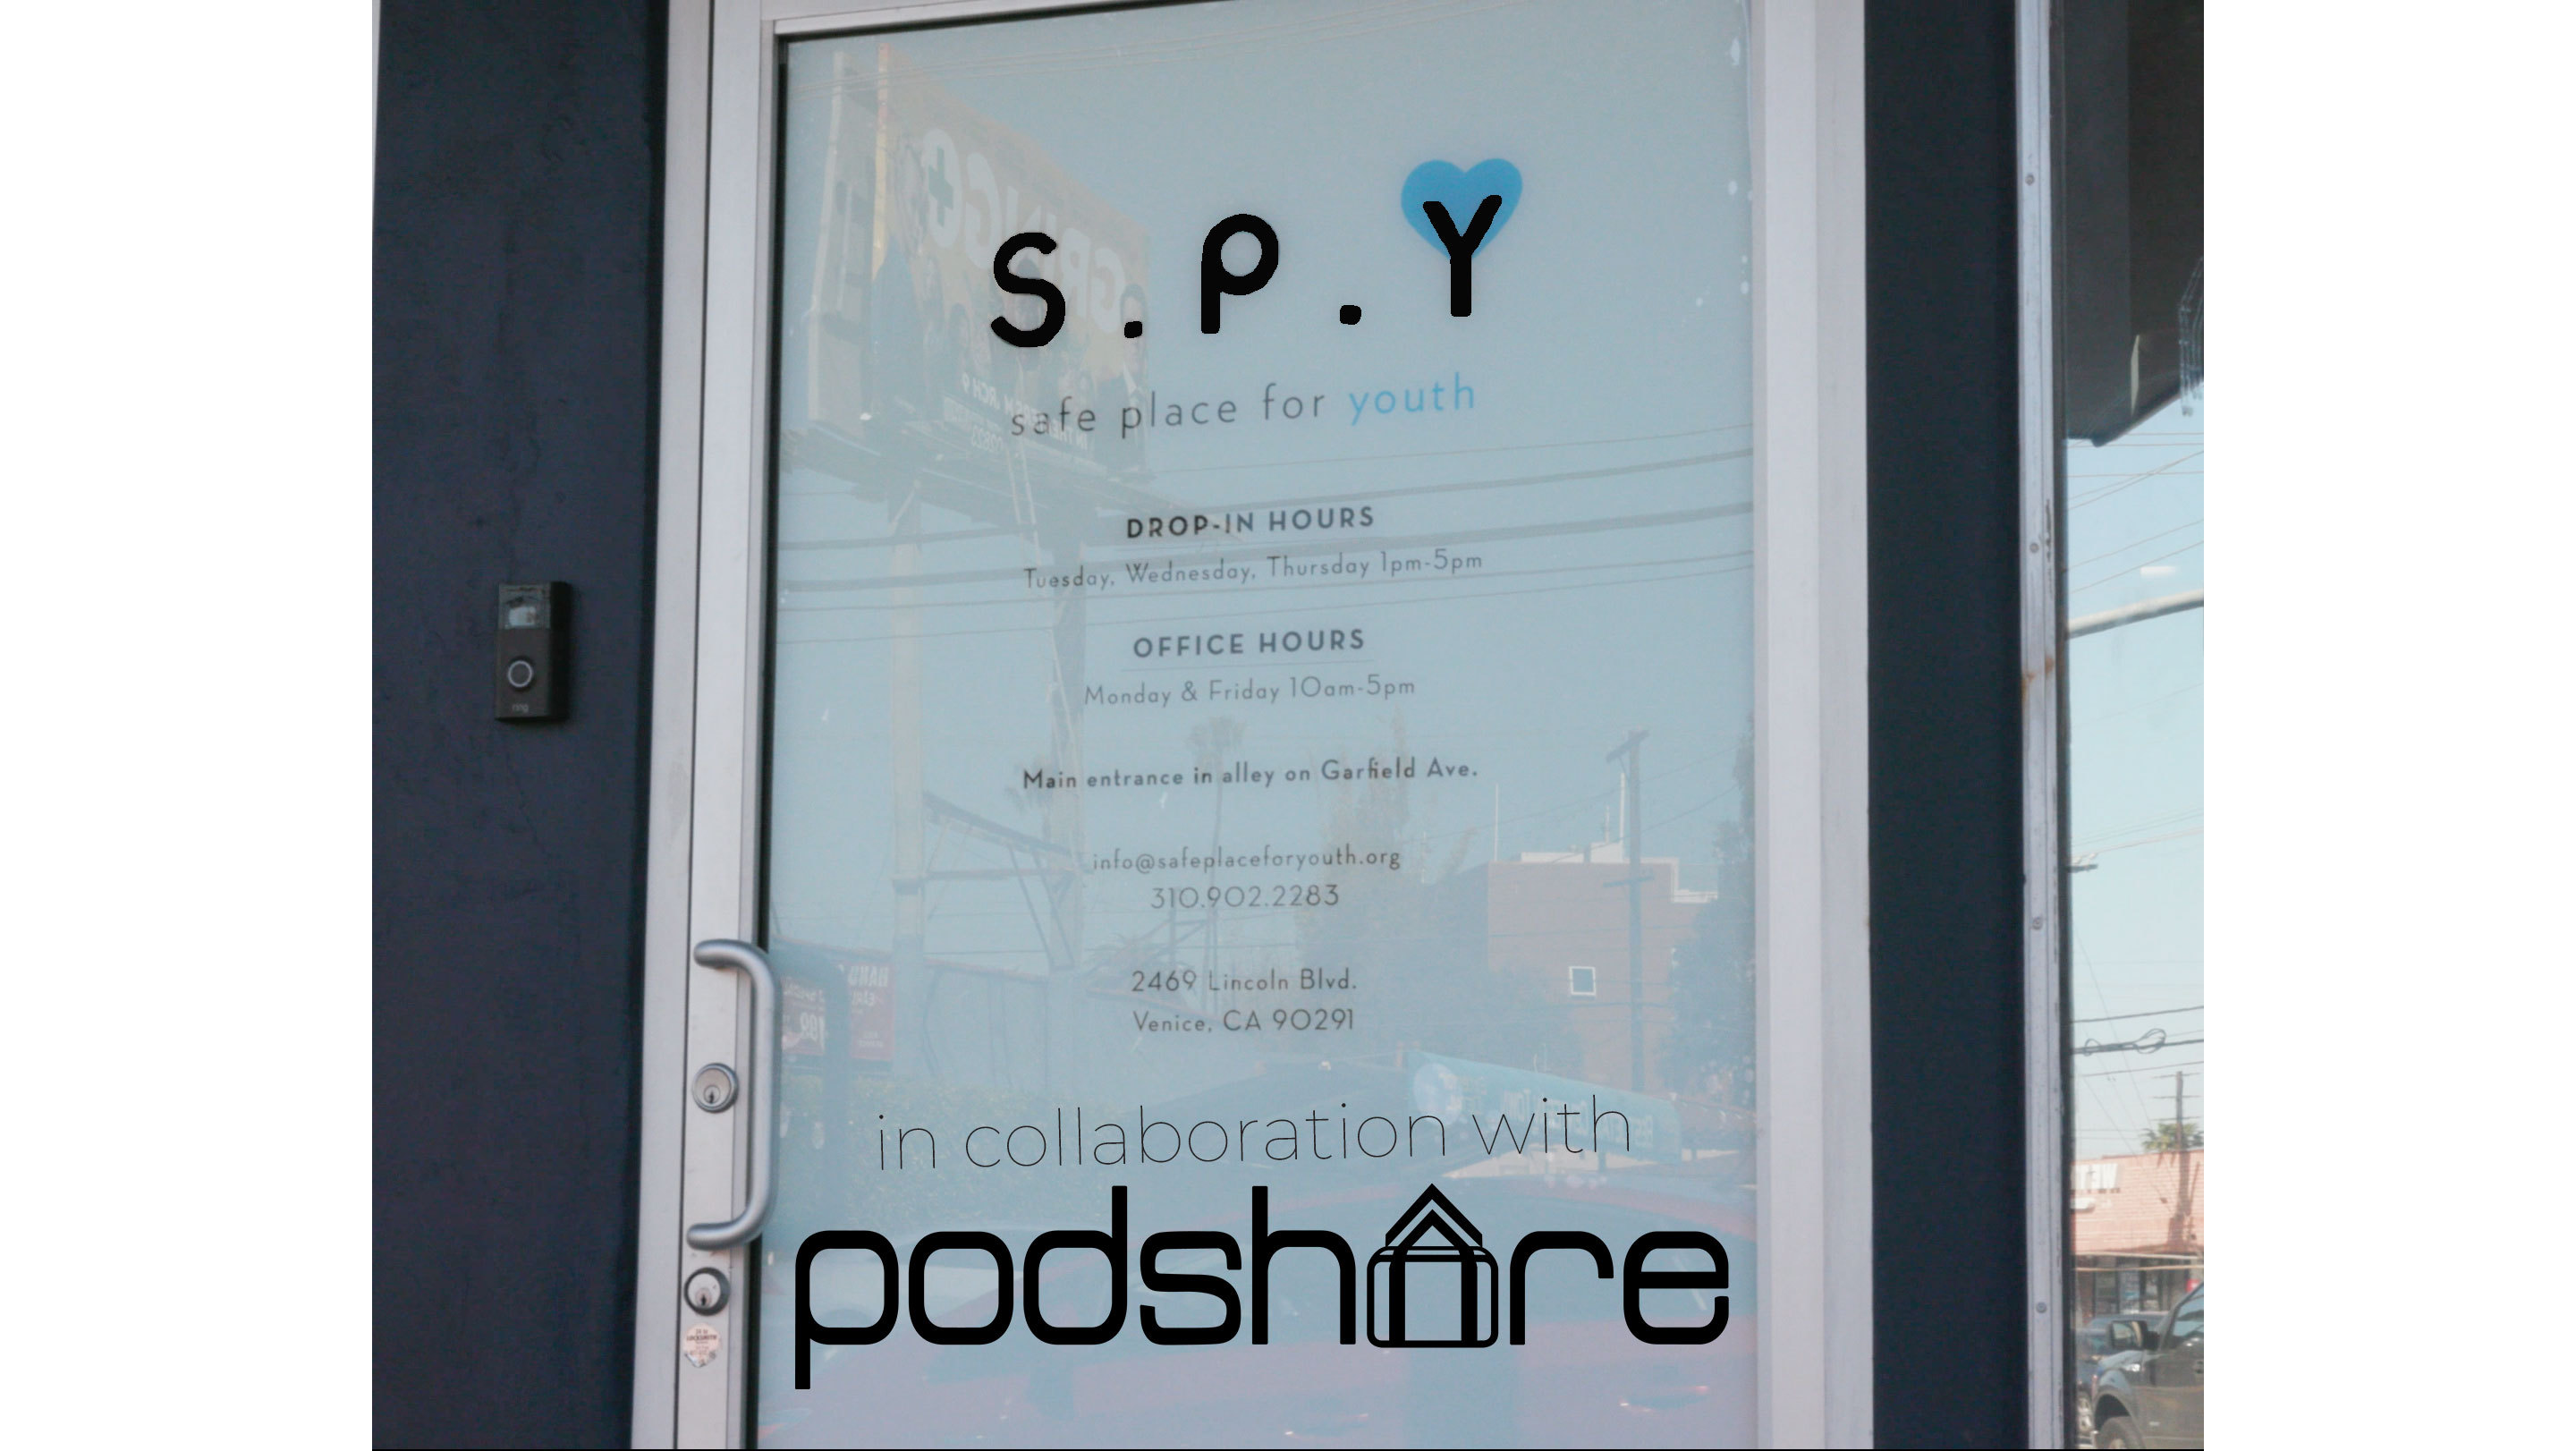 S.P.Y
safe place for youth
DROP-IN HOURS
Tuesday, Wednesday, Thursday 1pm-5pm
OFFICE HOURS
Monday & Friday 10am-5pm
Main entrance in alley on Garfield Ave.
info@safeplaceforyouth.org
310.902.2283
2469 Lincoln Blvd.
Venice, CA 90291
in collaboration with
podshare
ring